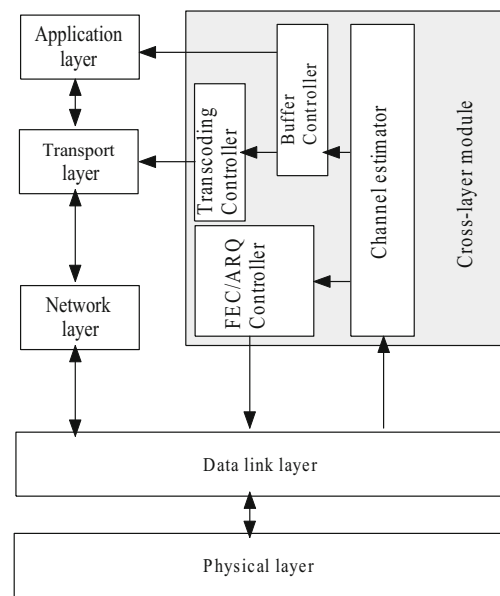 Application
layer
Transport
layer
Network
layer
Transcoding
Controller
Buffer
Controller
FEC/ARQ
Controller
Channel estimator
Cross-layer module
Data link layer
Physical layer